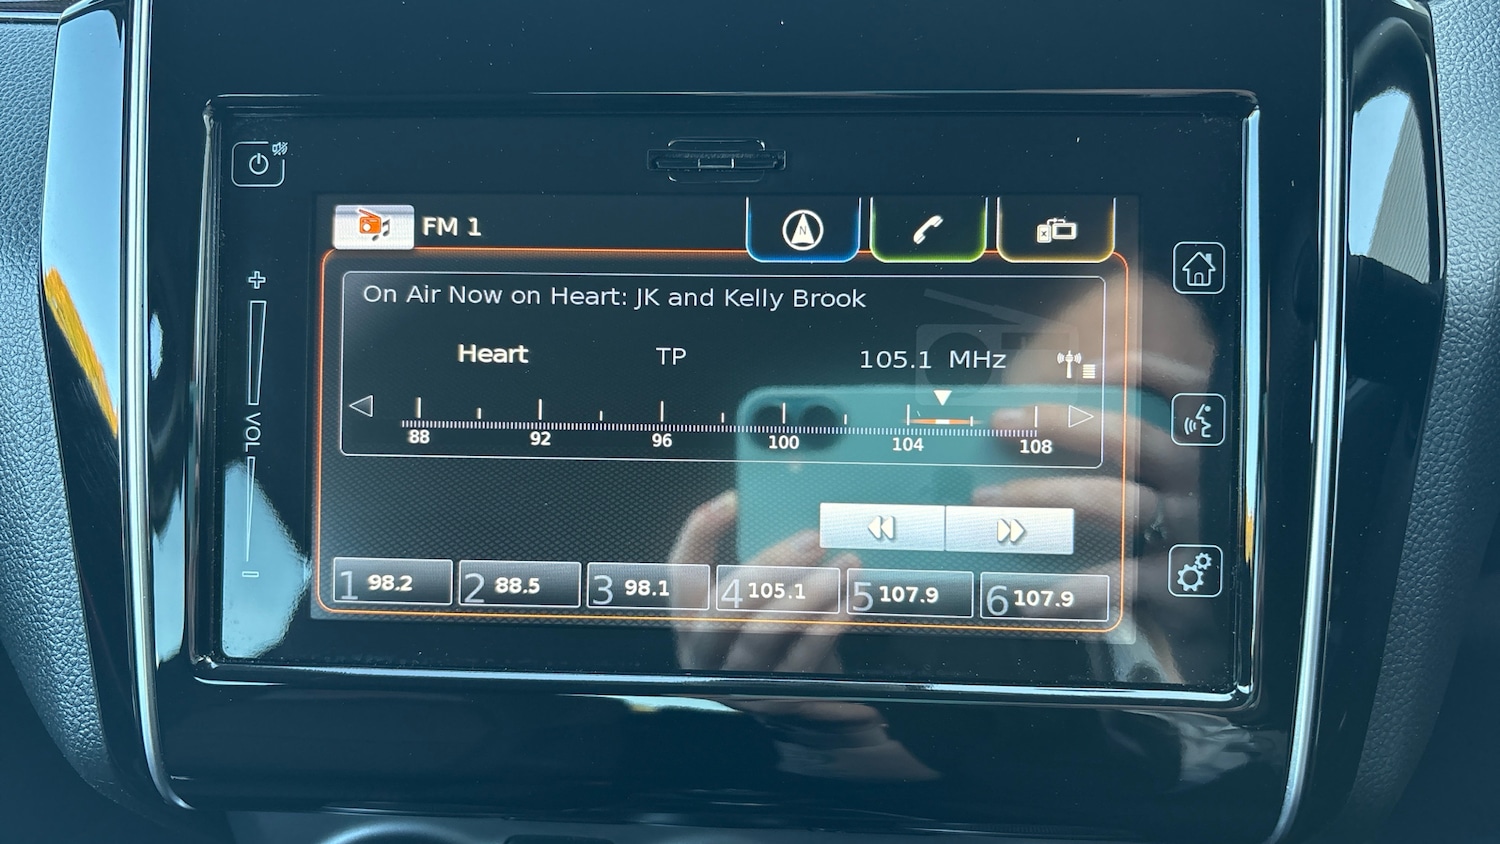 FM 1
On Air Now on Heart: JK and Kelly Brook
Heart TP 105.1 MHz
88 92 96 100 104 108
1 98.2 2 88.5 3 98.1 4 105.1 5 107.9 6 107.9
+
VOL
-
N